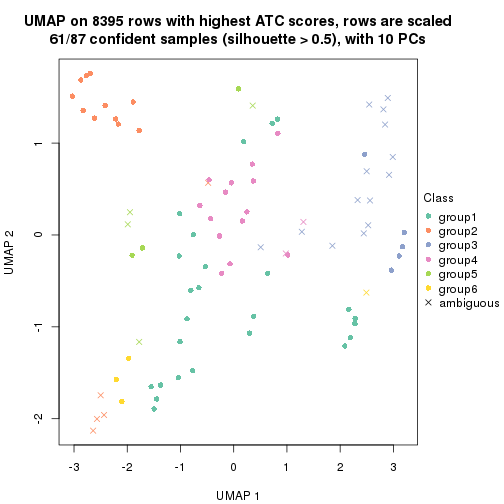 UMAP on 8395 rows with highest ATC scores, rows are scaled
61/87 confident samples (silhouette > 0.5), with 10 PCs
UMAP 2
1
0
-1
-2
-3
-2
-1
0
1
2
3
UMAP 1
Class
group1
group2
group3
group4
group5
group6
ambiguous